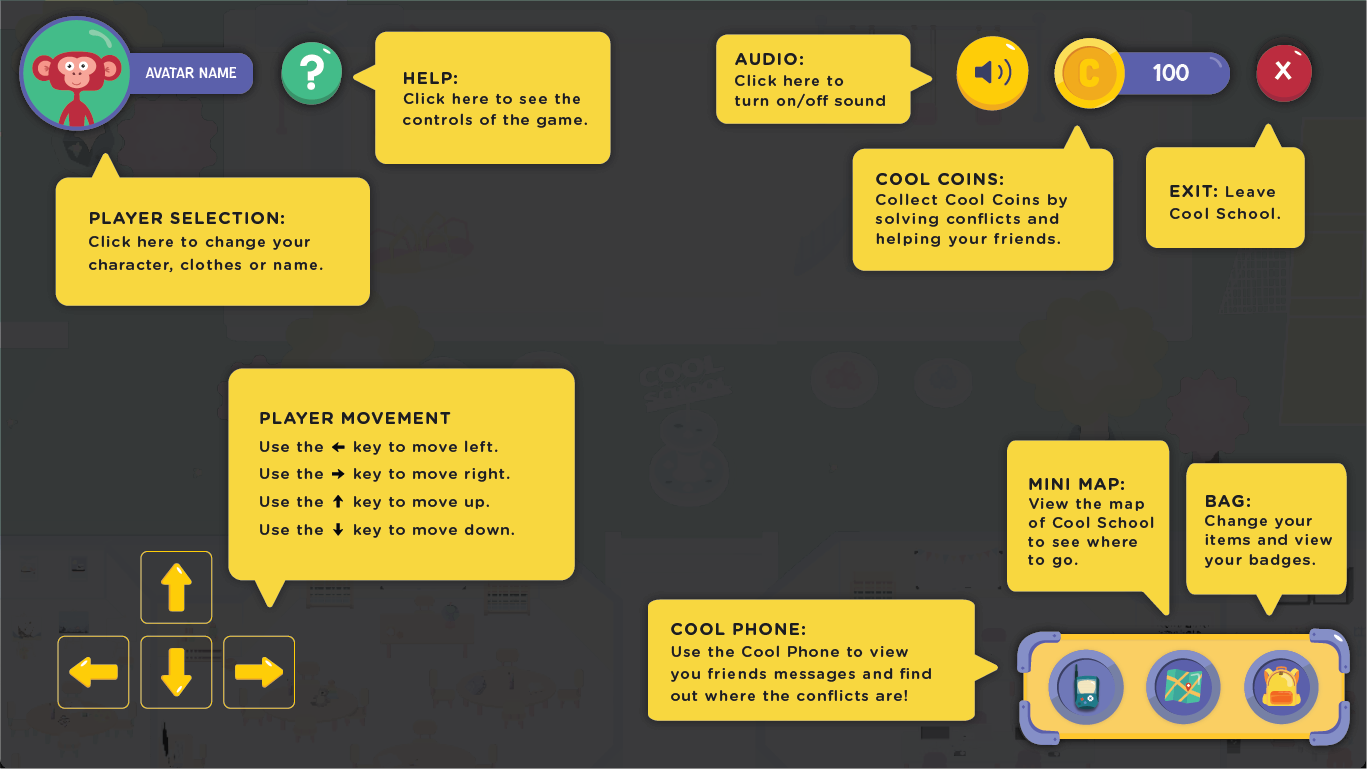 AVATAR NAME
?
HELP:
Click here to see the
controls of the game.
AUDIO:
Click here to
turn on/off sound
C
100
X
PLAYER SELECTION:
Click here to change your
character, clothes or name.
COOL COINS:
Collect Cool Coins by
solving conflicts and
helping your friends.
EXIT: Leave
Cool School.
COOL
SCHOOL
PLAYER MOVEMENT
Use the ← key to move left.
Use the → key to move right.
Use the ↑ key to move up.
Use the ↓ key to move down.
MINI MAP:
View the map
of Cool School
to see where
to go.
BAG:
Change your
items and view
your badges.
COOL PHONE:
Use the Cool Phone to view
you friends messages and find
out where the conflicts are!